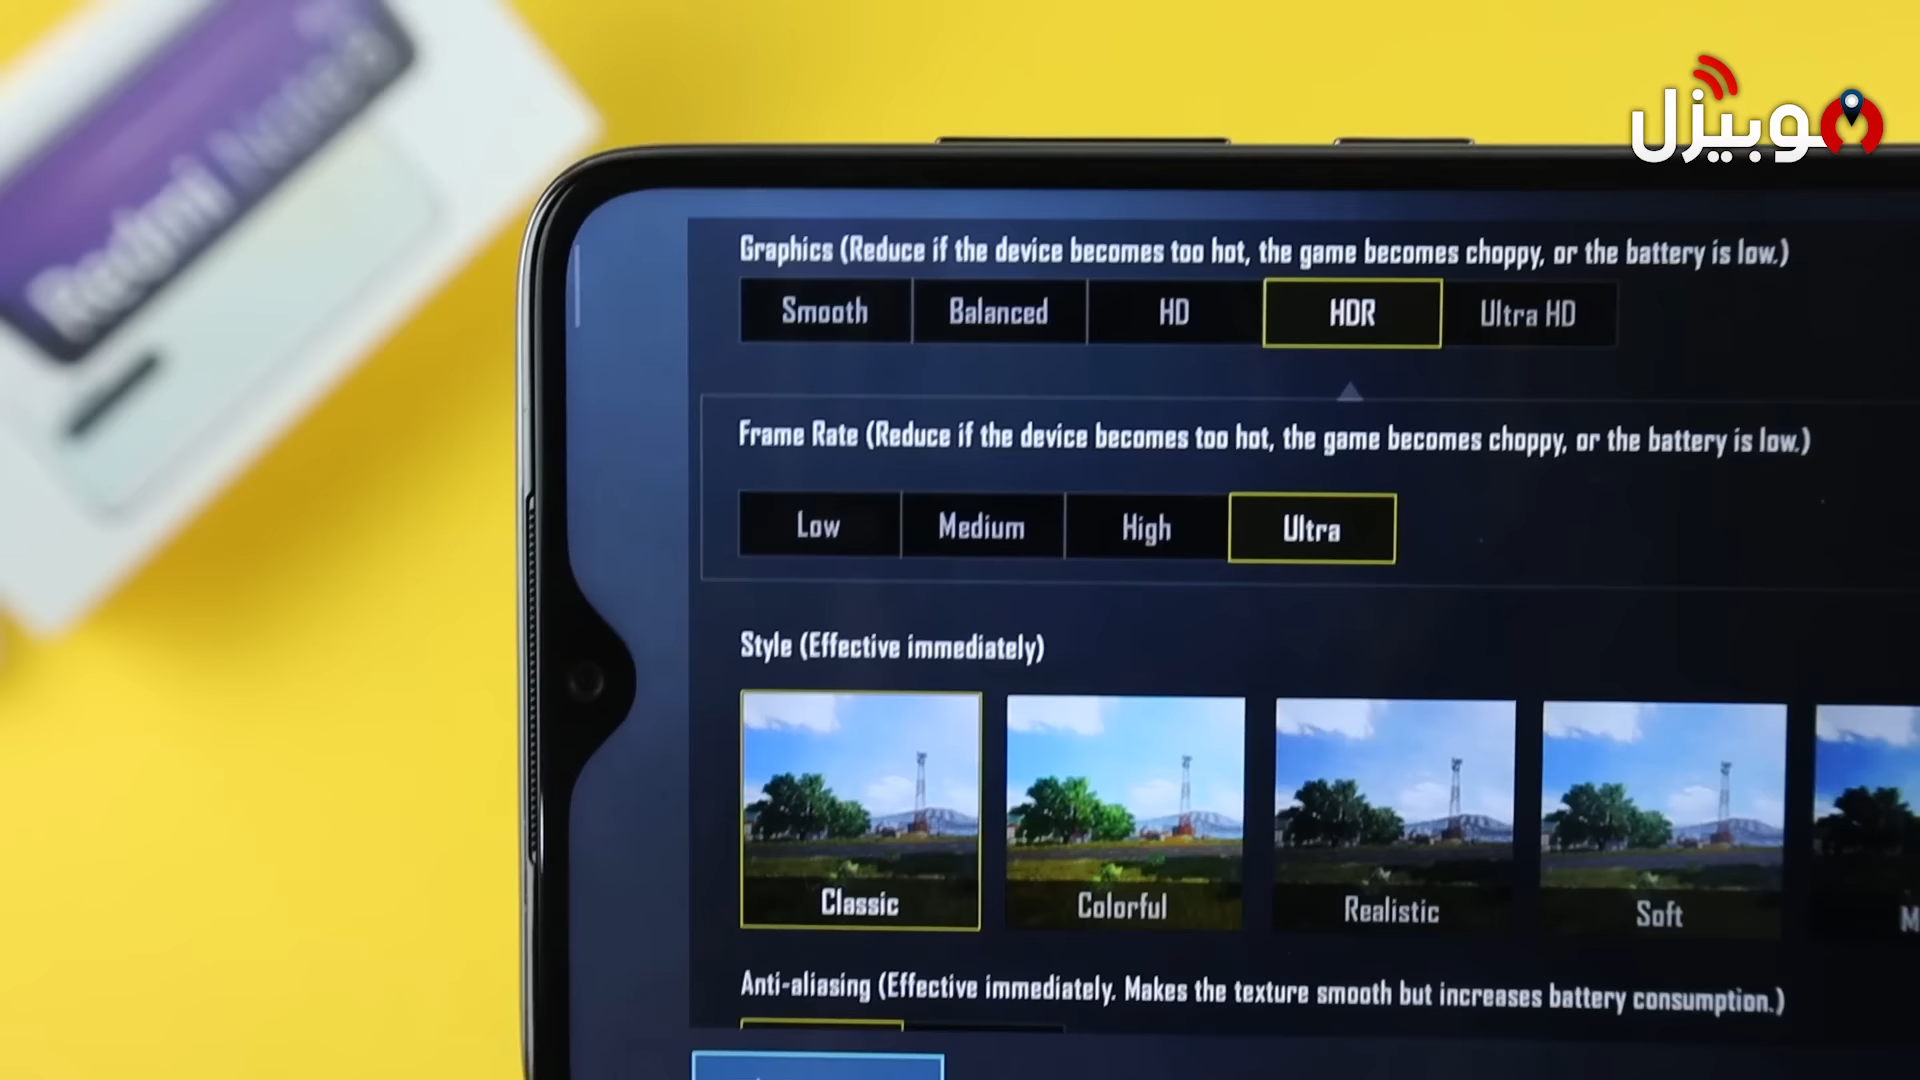 موبيزل
Redmi Note
Graphics (Reduce if the device becomes too hot, the game becomes choppy, or the battery is low.)
Smooth Balanced HD HDR Ultra HD
Frame Rate (Reduce if the device becomes too hot, the game becomes choppy, or the battery is low.)
Low Medium High Ultra
Style (Effective immediately)
Classic Colorful Realistic Soft M
Anti-aliasing (Effective immediately. Makes the texture smooth but increases battery consumption.)